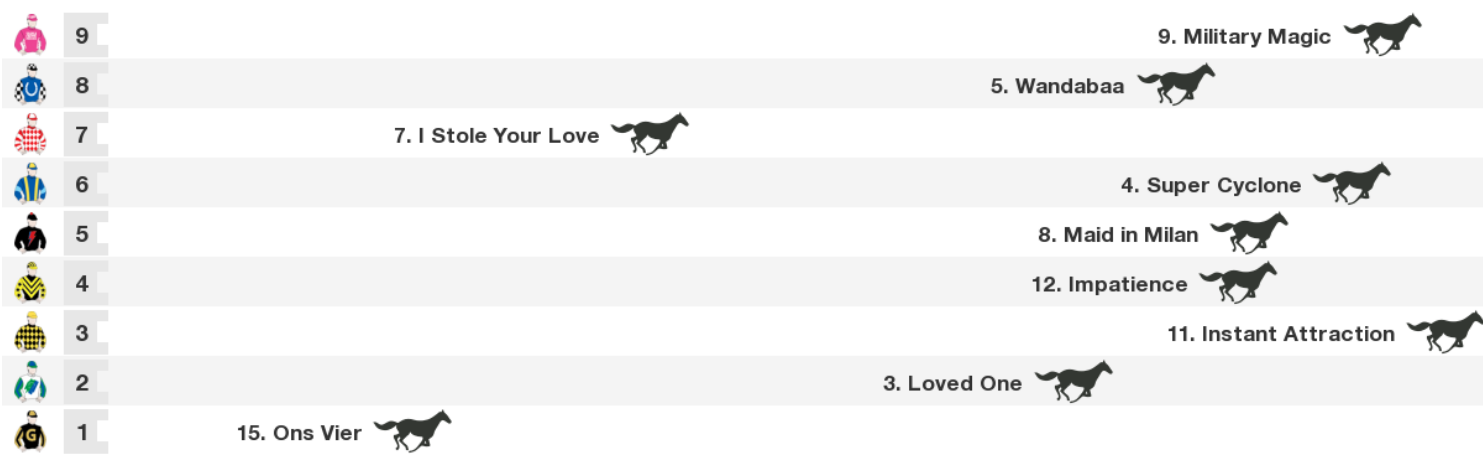 9 9. Military Magic
8 5. Wandabaa
7 7. I Stole Your Love
6 4. Super Cyclone
5 8. Maid in Milan
4 12. Impatience
3 11. Instant Attraction
2 3. Loved One
G 1 15. Ons Vier